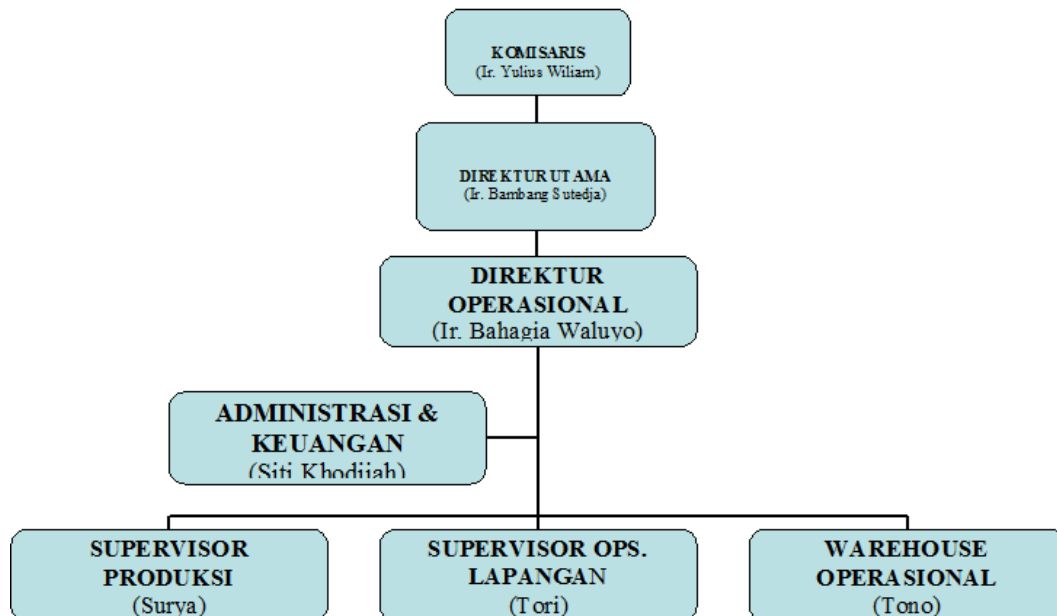 KOMISARIS
(Ir. Yulius Wiliam)
DIREKTUR UTAMA
(Ir. Bambang Sutedja)
DIREKTUR
OPERASIONAL
(Ir. Bahagia Waluyo)
ADMINISTRASI &
KEUANGAN
(Siti Khodijah)
SUPERVISOR
PRODUKSI
(Surya)
SUPERVISOR OPS.
LAPANGAN
(Tori)
WAREHOUSE
OPERASIONAL
(Tono)